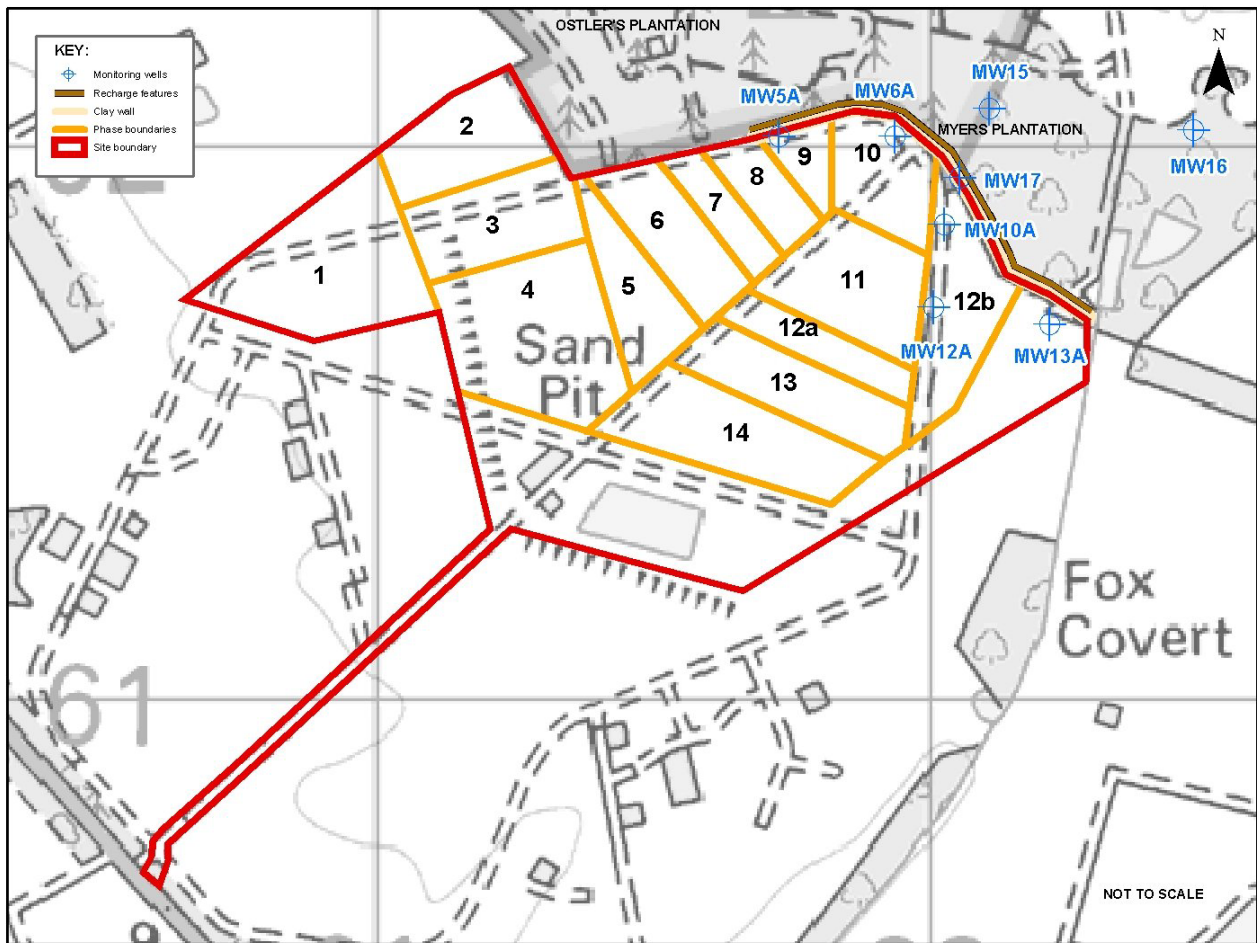 OSTLER'S PLANTATION
N
KEY:
Monitoring wells
Recharge features
Clay wall
Phase boundaries
Site boundary
MW15
MW5A
MW6A
MYERS PLANTATION
MW16
2
9
10
8
MW17
7
3
6
MW10A
1
11
5
4
12b
12a
Sand
Pit
MW12A
MW13A
13
14
Fox
Covert
61
NOT TO SCALE
9